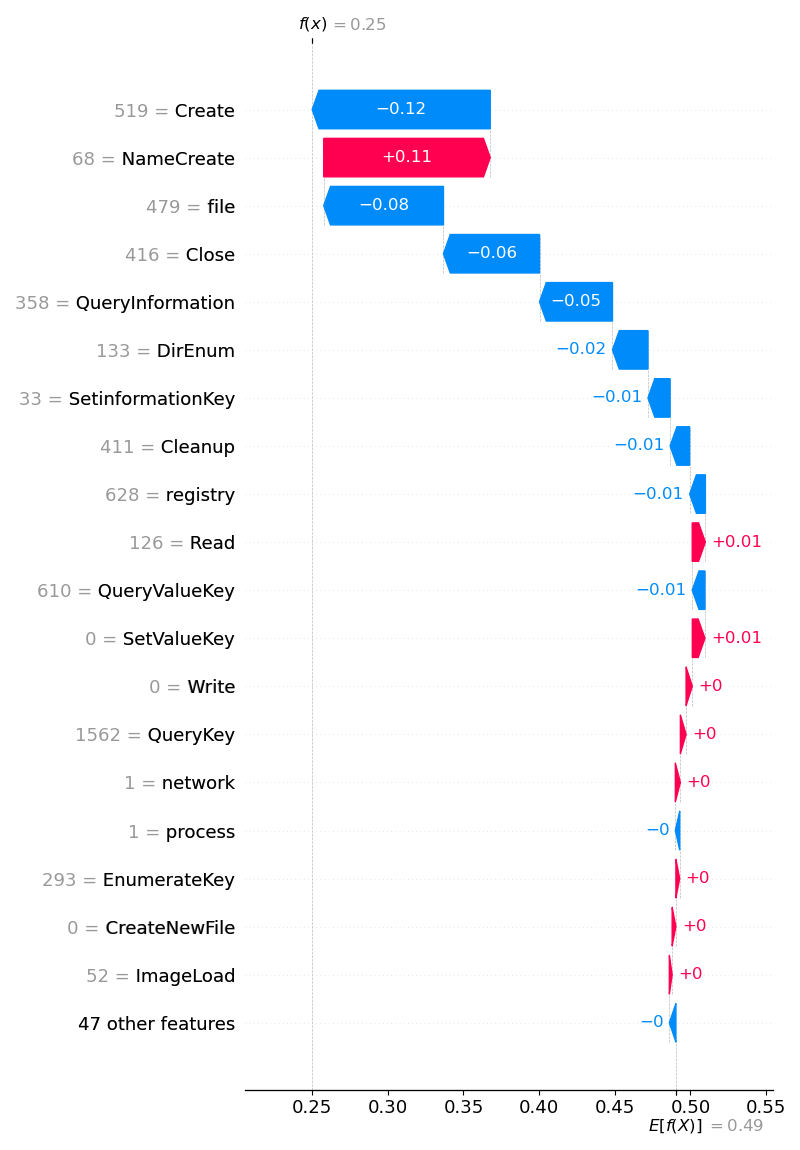 f(x) = 0.25
519 = Create
−0.12
68 = NameCreate
+0.11
479 = file
−0.08
416 = Close
−0.06
358 = QueryInformation
−0.05
133 = DirEnum
−0.02
33 = SetinformationKey
−0.01
411 = Cleanup
−0.01
628 = registry
−0.01
126 = Read
+0.01
610 = QueryValueKey
−0.01
0 = SetValueKey
+0.01
0 = Write
+0
1562 = QueryKey
+0
1 = network
+0
1 = process
−0
293 = EnumerateKey
+0
0 = CreateNewFile
+0
52 = ImageLoad
+0
47 other features
−0
0.25 0.30 0.35 0.40 0.45 0.50 0.55
E[f(X)] = 0.49